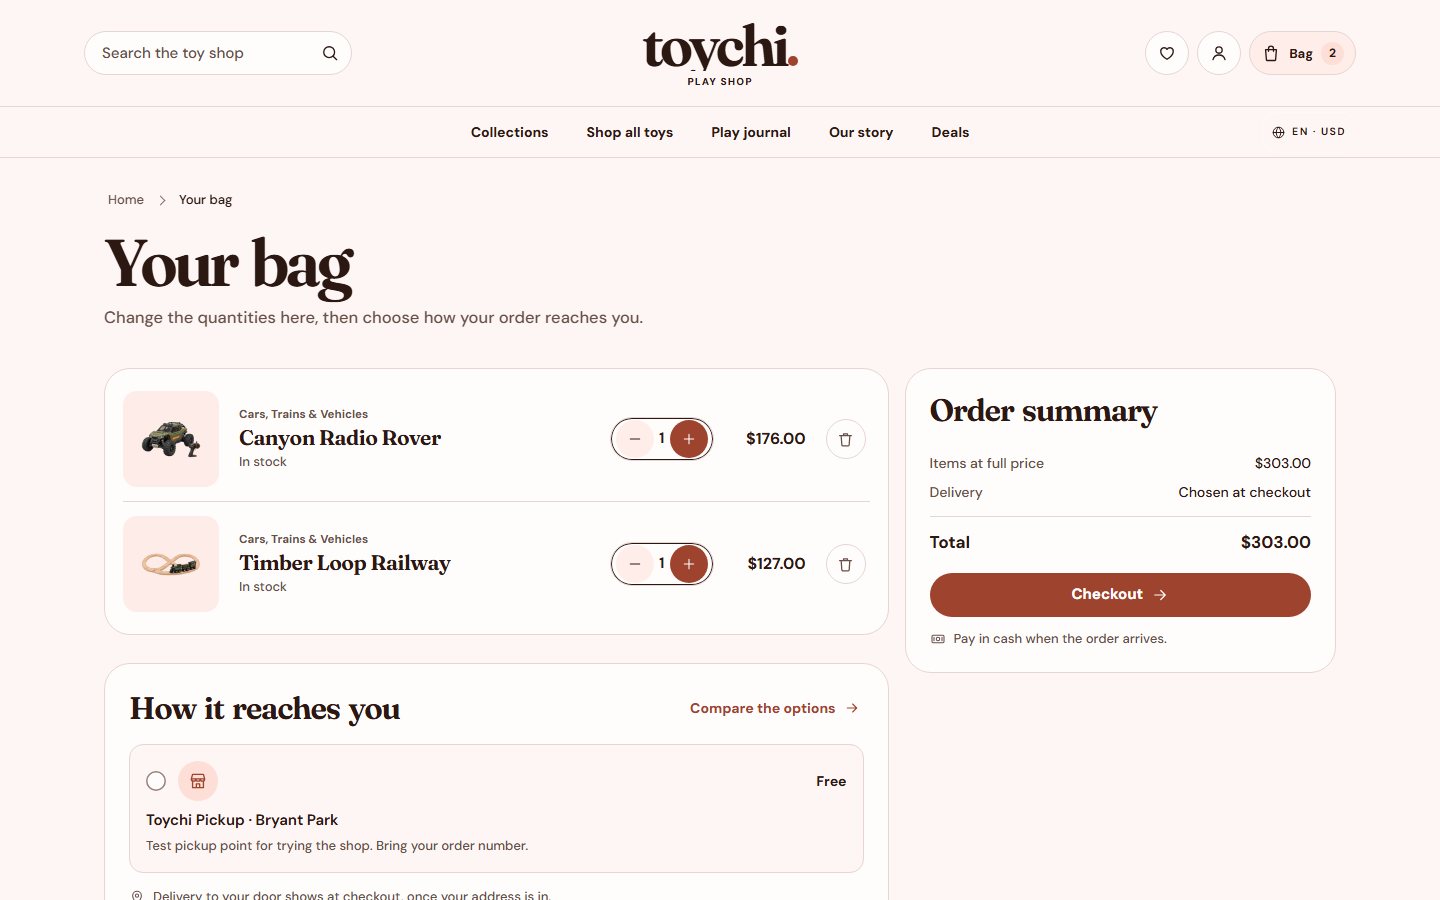 Search the toy shop
toychi.
PLAY SHOP
Bag 2
Collections Shop all toys Play journal Our story Deals
EN · USD
Home Your bag
Your bag
Change the quantities here, then choose how your order reaches you.
Cars, Trains & Vehicles
Canyon Radio Rover
In stock
− 1 +
$176.00
Cars, Trains & Vehicles
Timber Loop Railway
In stock
− 1 +
$127.00
Order summary
Items at full price $303.00
Delivery Chosen at checkout
Total $303.00
Checkout →
Pay in cash when the order arrives.
How it reaches you
Compare the options →
Free
Toychi Pickup · Bryant Park
Test pickup point for trying the shop. Bring your order number.
Delivery to your door shows at checkout, once your address is in.